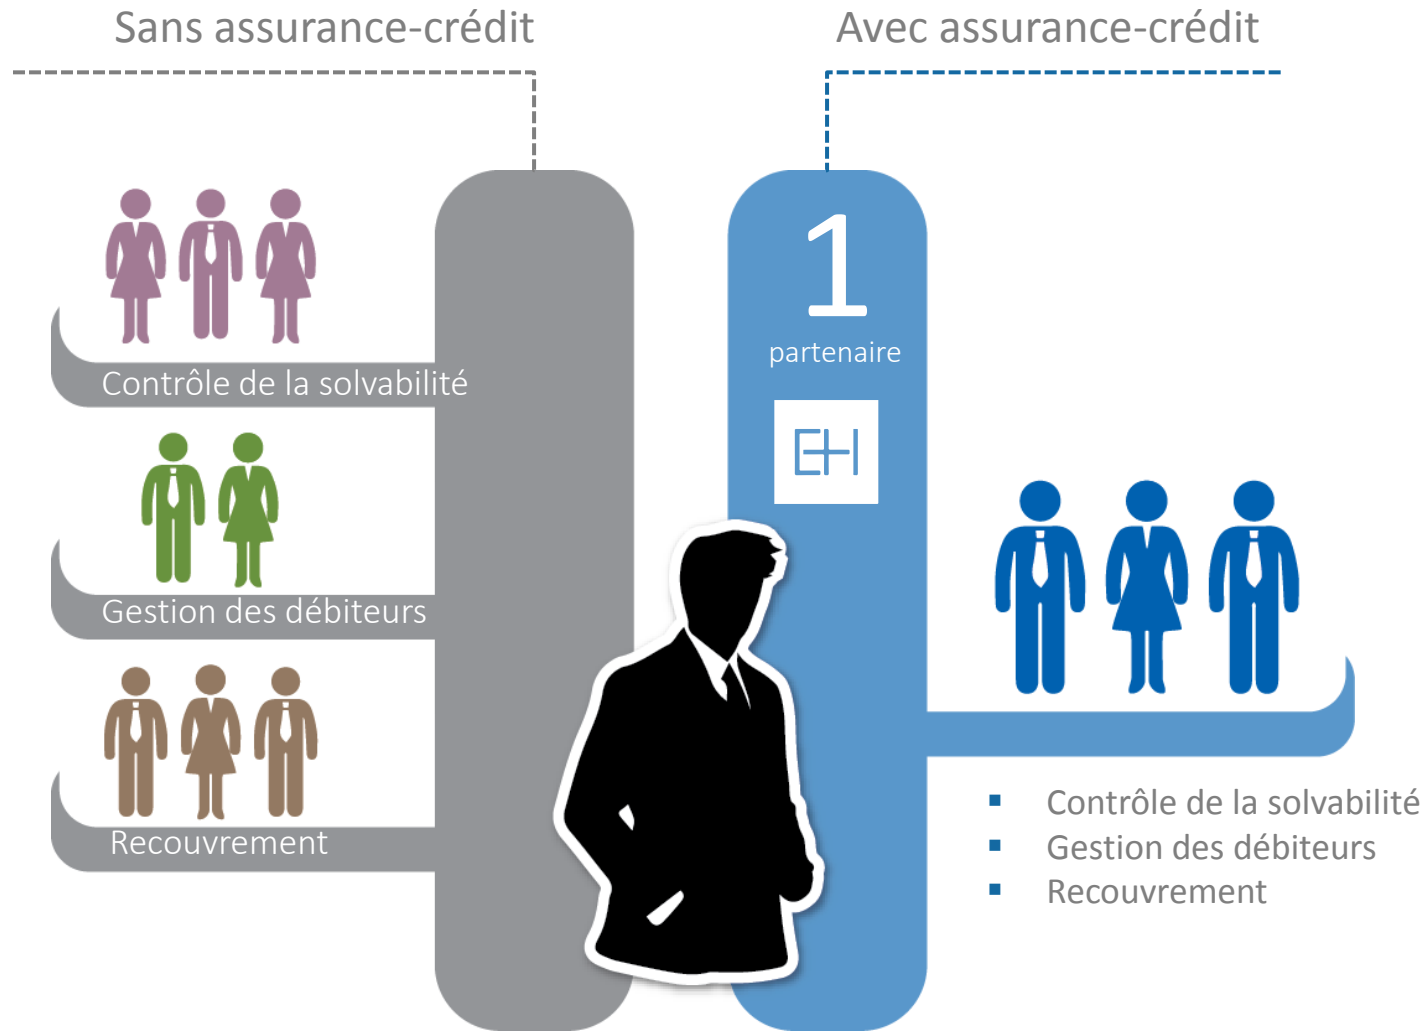 Sans assurance-crédit
Avec assurance-crédit
Contrôle de la solvabilité
Gestion des débiteurs
Recouvrement
1
partenaire
EH
▪ Contrôle de la solvabilité
▪ Gestion des débiteurs
▪ Recouvrement